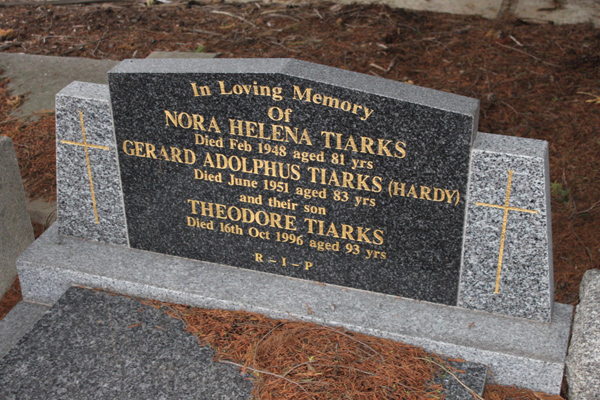 In Loving Memory
Of
NORA HELENA TIARKS
Died Feb 1948 aged 81 yrs
GERARD ADOLPHUS TIARKS (HARDY)
Died June 1951 aged 83 yrs
and their son
THEODORE TIARKS
Died 16th Oct 1996 aged 93 yrs
R - I - P